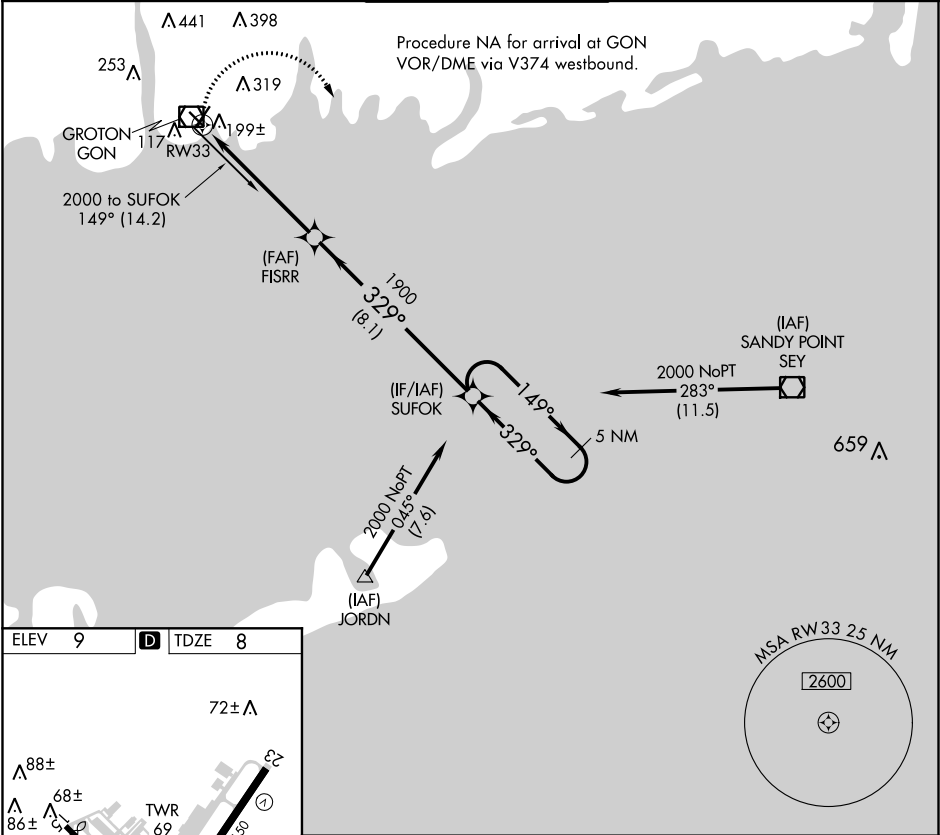 441
398
Procedure NA for arrival at GON
VOR/DME via V374 westbound.
253
319
GROTON
GON
117
199±
RW33
2000 to SUFOK
149° (14.2)
(FAF)
FISRR
1900
329°
(8.1)
(IAF)
SANDY POINT
SEY
2000 NoPT
283°
(11.5)
(IF/IAF)
SUFOK
149°
329°
5 NM
659
2000 NoPT
045°
(7.6)
(IAF)
JORDN
MSA RW33 25 NM
2600
ELEV 9
D
TDZE 8
72±
23
88±
V
86±
68±
TWR
69